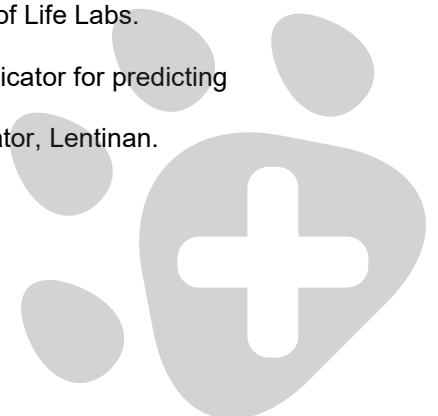 of Life Labs.
icator for predicting
ator, Lentinan.